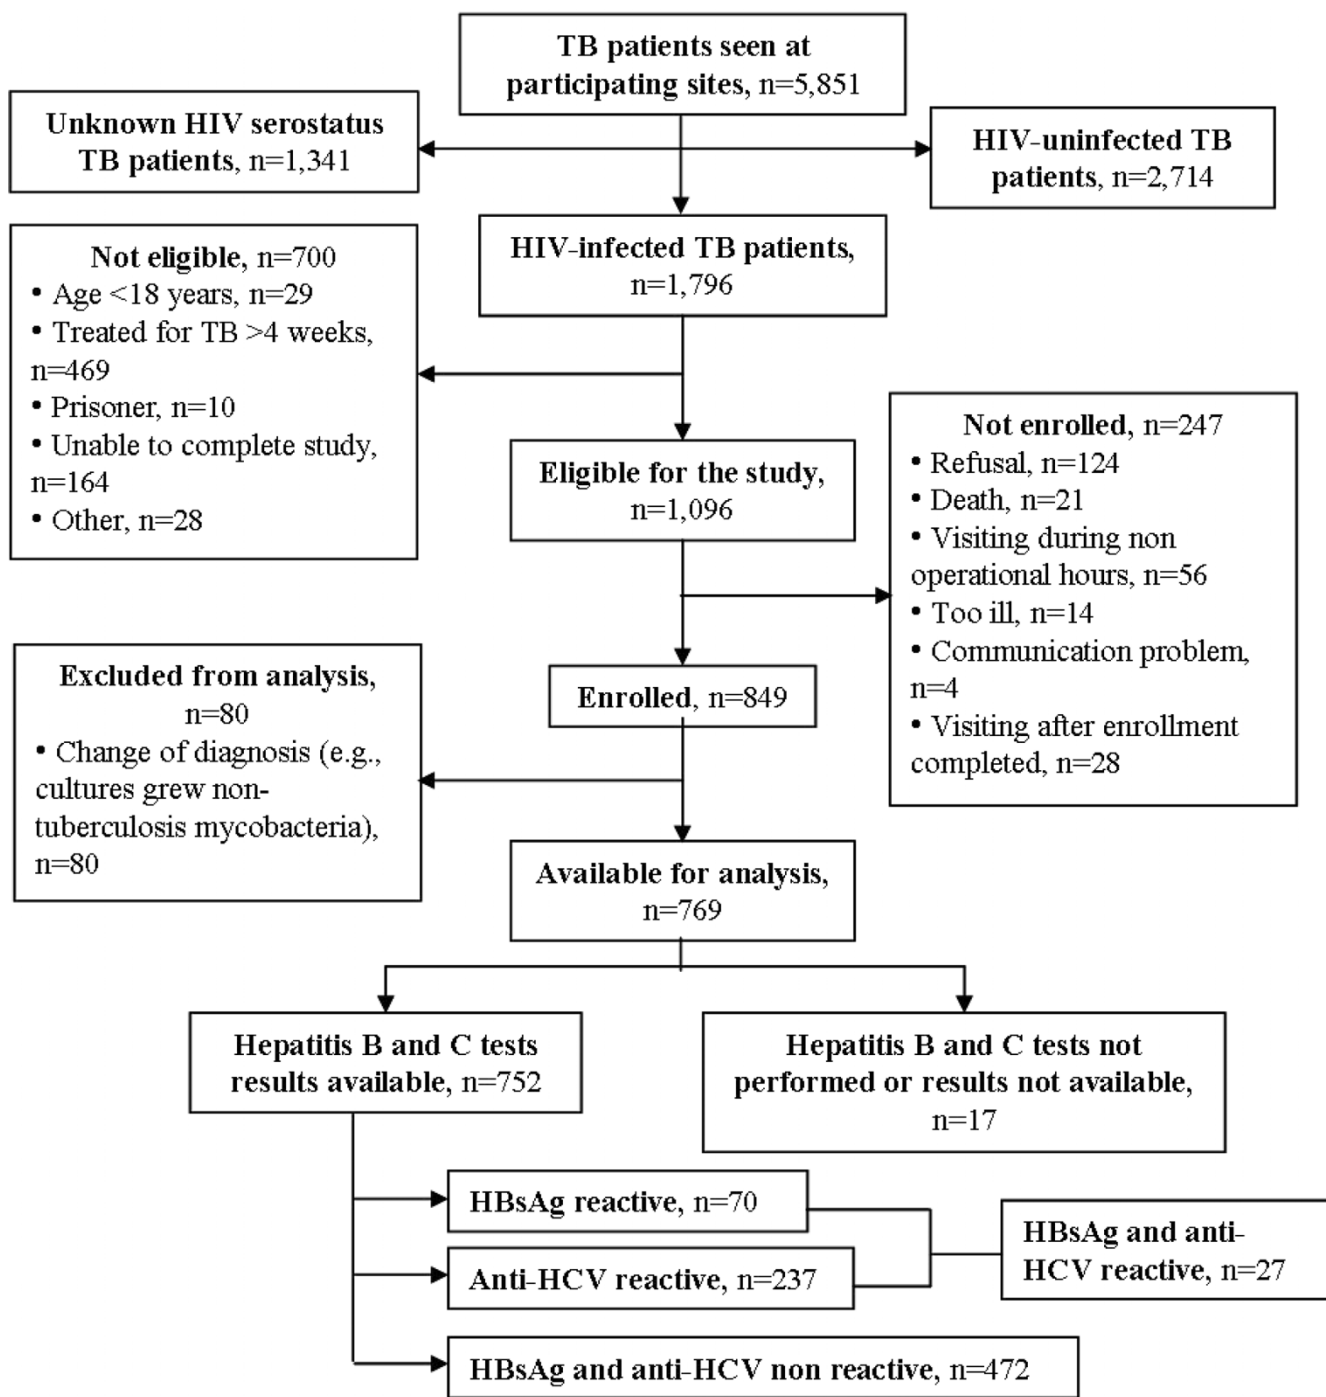 TB patients seen at
participating sites, n=5,851
Unknown HIV serostatus
TB patients, n=1,341
HIV-uninfected TB
patients, n=2,714
HIV-infected TB patients,
n=1,796
Not eligible, n=700
• Age <18 years, n=29
• Treated for TB >4 weeks,
n=469
• Prisoner, n=10
• Unable to complete study,
n=164
• Other, n=28
Eligible for the study,
n=1,096
Not enrolled, n=247
• Refusal, n=124
• Death, n=21
• Visiting during non
operational hours, n=56
• Too ill, n=14
• Communication problem,
n=4
• Visiting after enrollment
completed, n=28
Enrolled, n=849
Excluded from analysis,
n=80
• Change of diagnosis (e.g.,
cultures grew non-
tuberculosis mycobacteria),
n=80
Available for analysis,
n=769
Hepatitis B and C tests
results available, n=752
Hepatitis B and C tests not
performed or results not available,
n=17
HBsAg reactive, n=70
Anti-HCV reactive, n=237
HBsAg and anti-
HCV reactive, n=27
HBsAg and anti-HCV non reactive, n=472